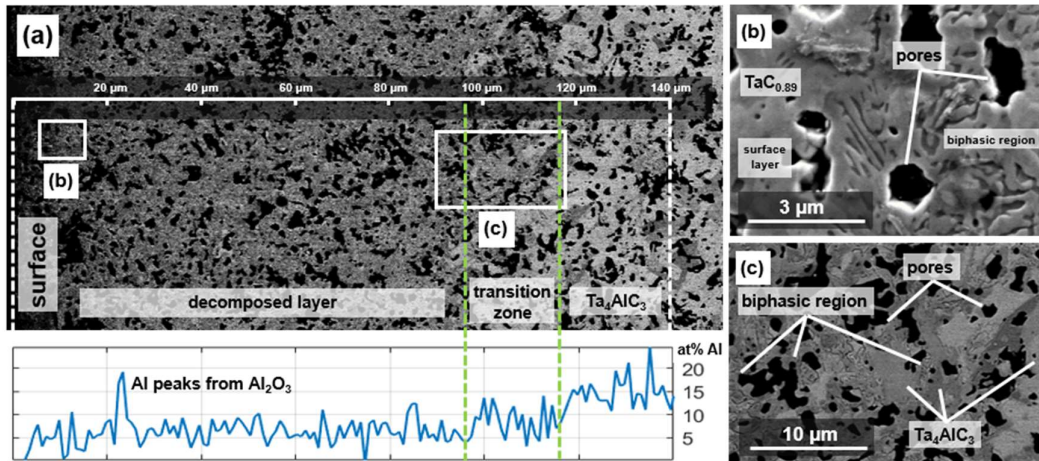 (a)
20 µm 40 µm 60 µm 80 µm 100 µm 120 µm 140 µm
(b)
(c)
surface
decomposed layer
transition
zone
Ta₄AlC₃
at% Al
Al peaks from Al₂O₃
20
15
10
5
(b)
pores
TaC₀.₈₉
surface
layer
biphasic region
3 µm
(c)
pores
biphasic region
10 µm
Ta₄AlC₃